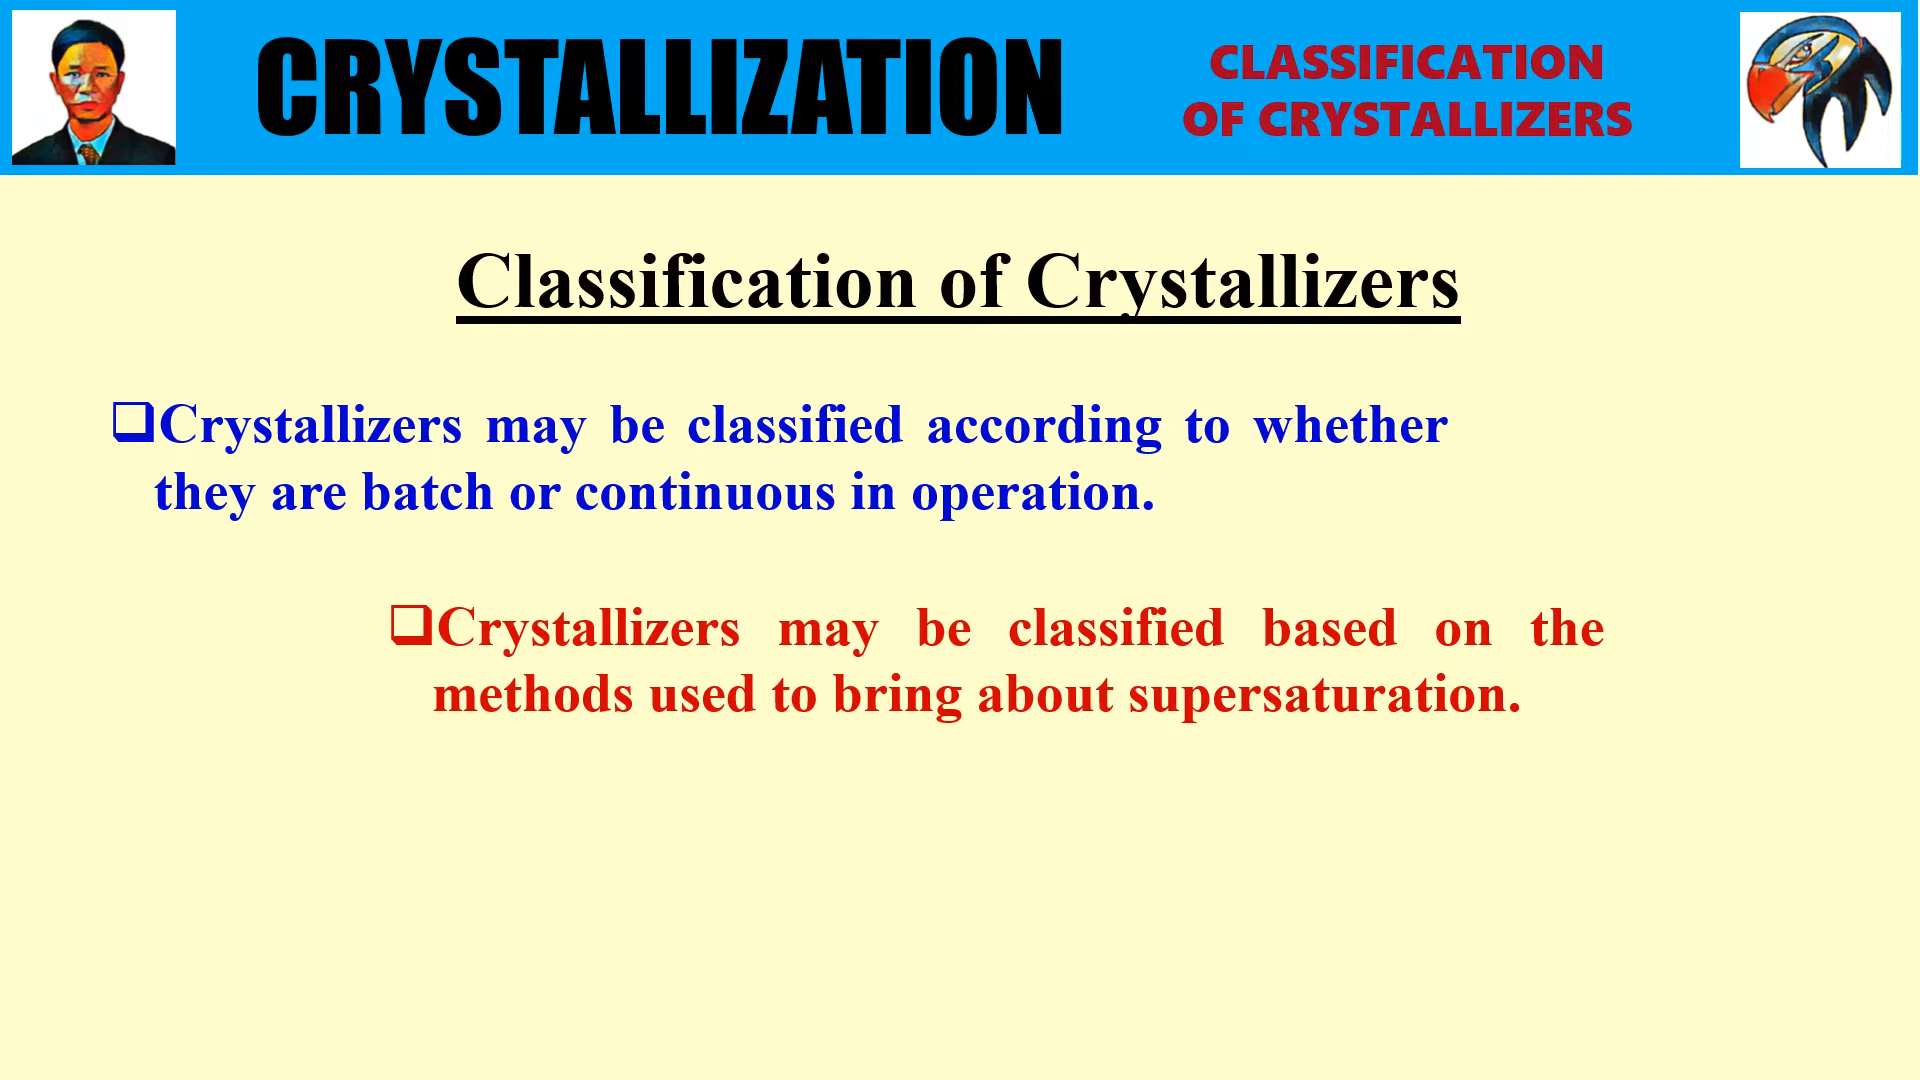 CRYSTALLIZATION
CLASSIFICATION
OF CRYSTALLIZERS
Classification of Crystallizers
❑Crystallizers may be classified according to whether
they are batch or continuous in operation.
❑Crystallizers may be classified based on the
methods used to bring about supersaturation.